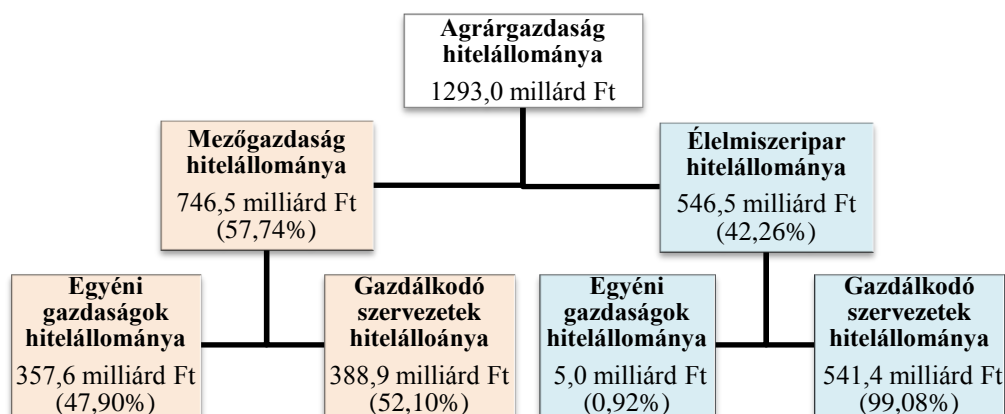 Agrárgazdaság
hitelállománya
1293,0 millárd Ft
Mezőgazdaság
hitelállománya
746,5 milliárd Ft
(57,74%)
Élelmiszeripar
hitelállománya
546,5 milliárd Ft
(42,26%)
Egyéni
gazdaságok
hitelállománya
357,6 milliárd Ft
(47,90%)
Gazdálkodó
szervezetek
hitelálloánya
388,9 milliárd Ft
(52,10%)
Egyéni
gazdaságok
hitelállománya
5,0 milliárd Ft
(0,92%)
Gazdálkodó
szervezetek
hitelállománya
541,4 milliárd Ft
(99,08%)